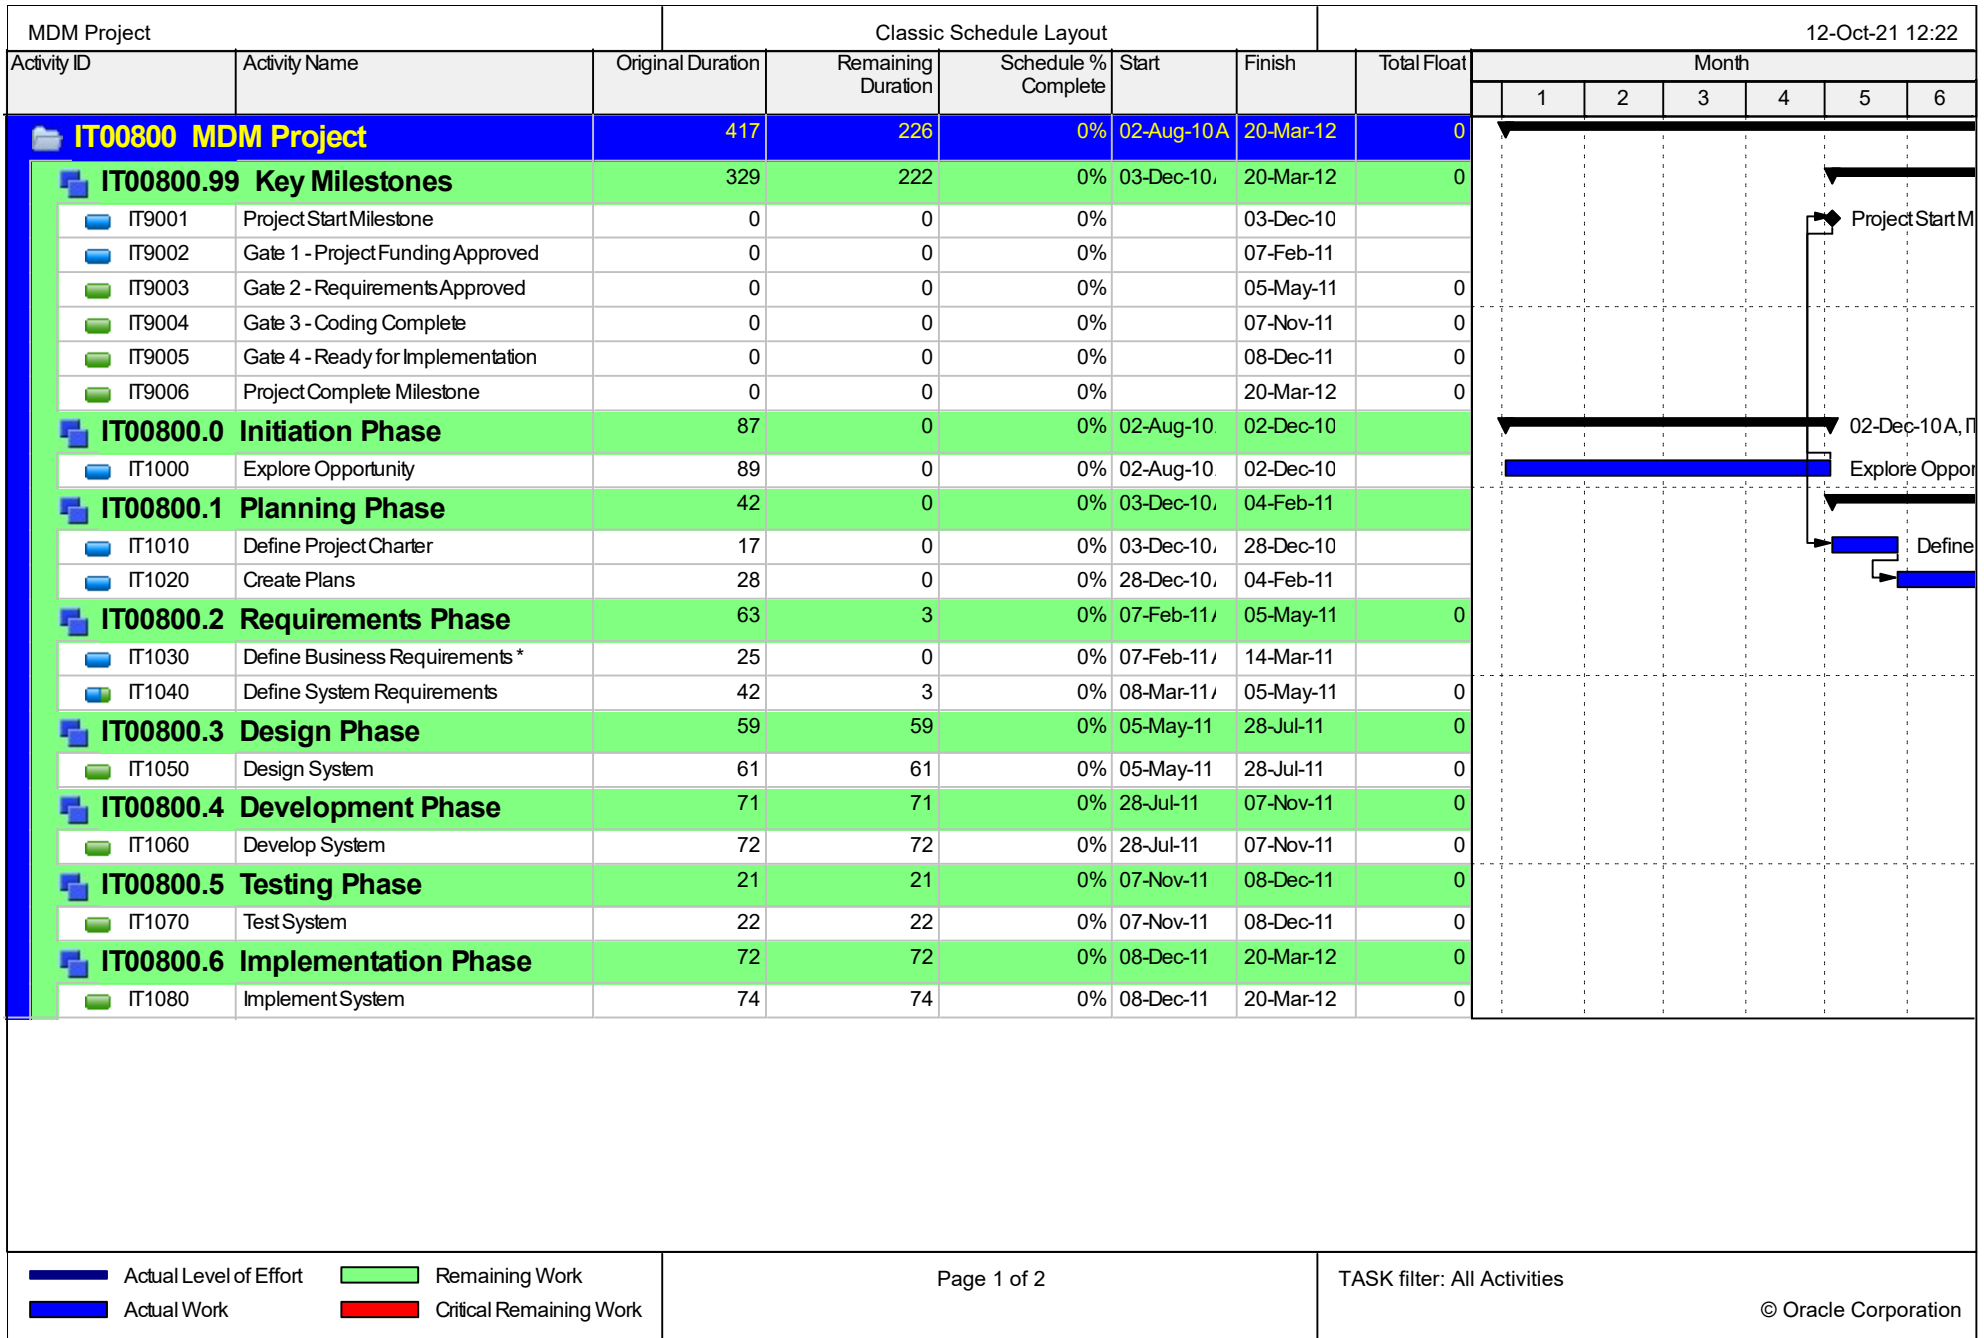 MDM Project Classic Schedule Layout 12-Oct-21 12:22
Activity ID Activity Name Original Duration Remaining Duration Schedule % Complete Start Finish Total Float Month
1 2 3 4 5 6
IT00800 MDM Project 417 226 0% 02-Aug-10 A 20-Mar-12 0
IT00800.99 Key Milestones 329 222 0% 03-Dec-10 20-Mar-12 0
IT9001 Project Start Milestone 0 0 0% 03-Dec-10 Project Start M
IT9002 Gate 1 - Project Funding Approved 0 0 0% 07-Feb-11
IT9003 Gate 2 - Requirements Approved 0 0 0% 05-May-11 0
IT9004 Gate 3 - Coding Complete 0 0 0% 07-Nov-11 0
IT9005 Gate 4 - Ready for Implementation 0 0 0% 08-Dec-11 0
IT9006 Project Complete Milestone 0 0 0% 20-Mar-12 0
IT00800.0 Initiation Phase 87 0 0% 02-Aug-10 02-Dec-10 02-Dec-10 A, IT
IT1000 Explore Opportunity 89 0 0% 02-Aug-10 02-Dec-10 Explore Oppor
IT00800.1 Planning Phase 42 0 0% 03-Dec-10 04-Feb-11
IT1010 Define Project Charter 17 0 0% 03-Dec-10 28-Dec-10 Define
IT1020 Create Plans 28 0 0% 28-Dec-10 04-Feb-11
IT00800.2 Requirements Phase 63 3 0% 07-Feb-11 A 05-May-11 0
IT1030 Define Business Requirements * 25 0 0% 07-Feb-11 A 14-Mar-11
IT1040 Define System Requirements 42 3 0% 08-Mar-11 A 05-May-11 0
IT00800.3 Design Phase 59 59 0% 05-May-11 28-Jul-11 0
IT1050 Design System 61 61 0% 05-May-11 28-Jul-11 0
IT00800.4 Development Phase 71 71 0% 28-Jul-11 07-Nov-11 0
IT1060 Develop System 72 72 0% 28-Jul-11 07-Nov-11 0
IT00800.5 Testing Phase 21 21 0% 07-Nov-11 08-Dec-11 0
IT1070 Test System 22 22 0% 07-Nov-11 08-Dec-11 0
IT00800.6 Implementation Phase 72 72 0% 08-Dec-11 20-Mar-12 0
IT1080 Implement System 74 74 0% 08-Dec-11 20-Mar-12 0
Actual Level of Effort Remaining Work Page 1 of 2 TASK filter: All Activities
Actual Work Critical Remaining Work © Oracle Corporation